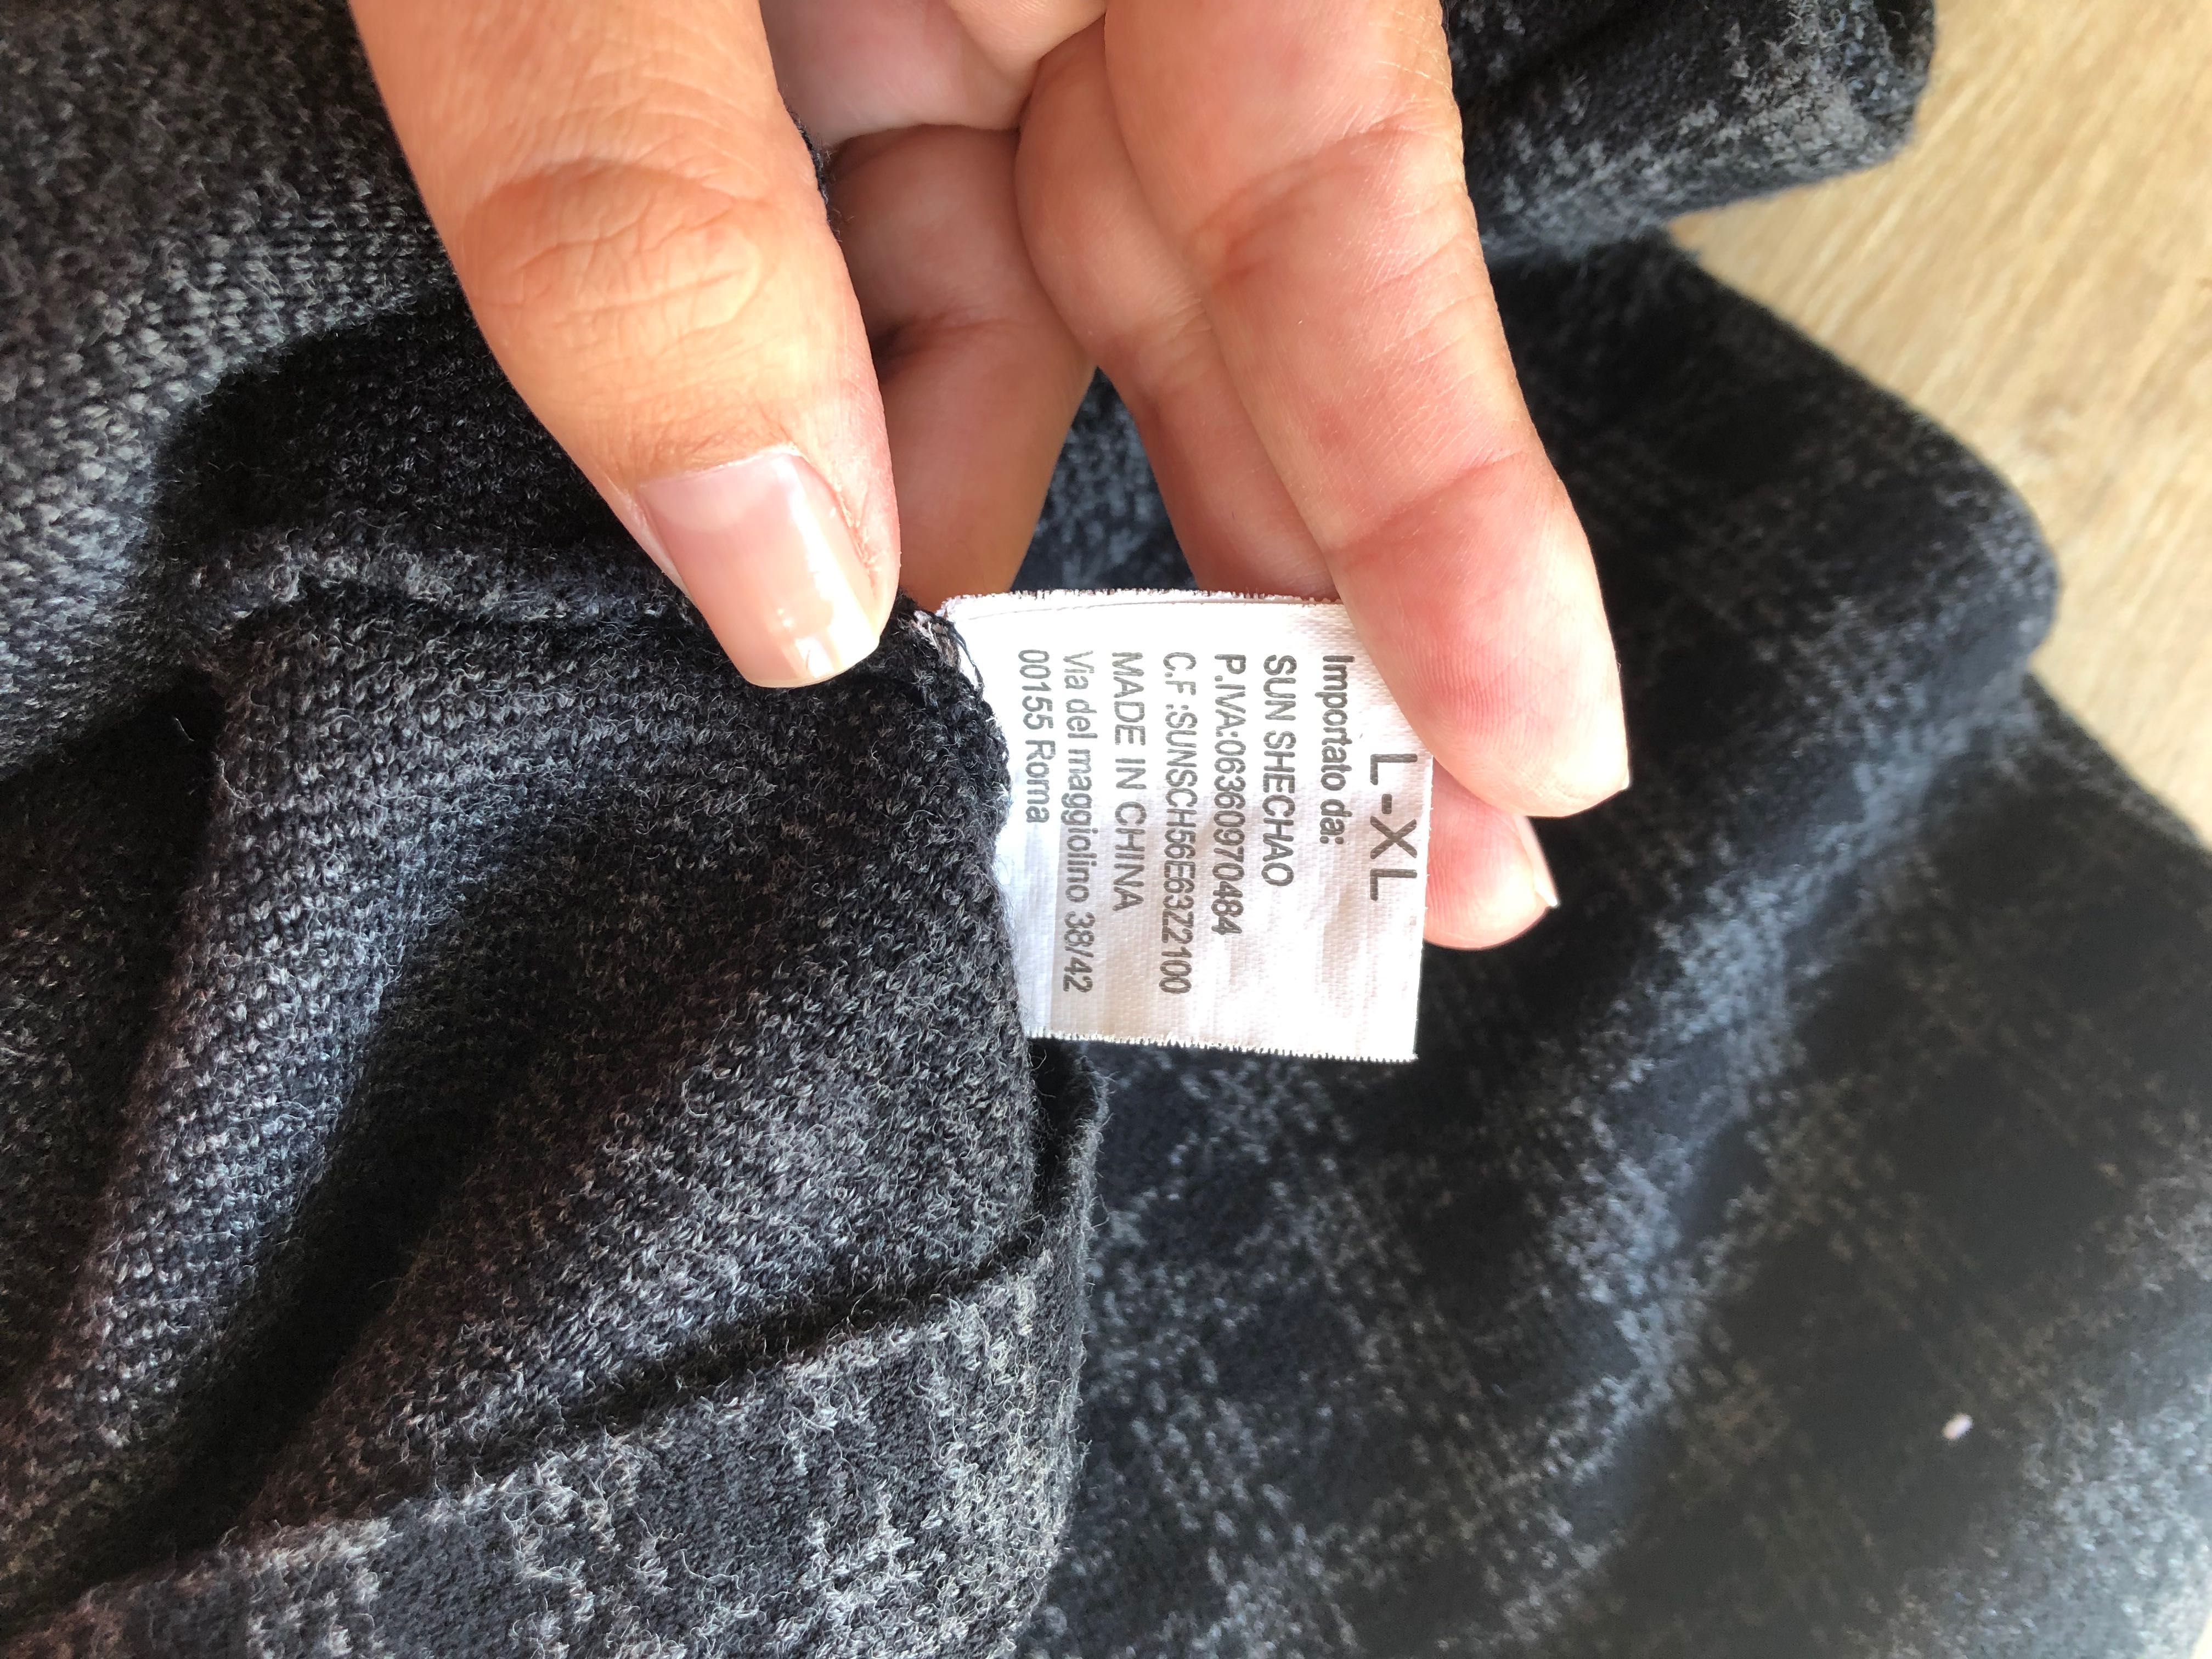 L-XL
Importato da:
SUN SHECHAO
P.IVA:06360970484
C.F :SUNSCH56E63Z2100
MADE IN CHINA
Via del maggiolino 38/42
00155 Roma